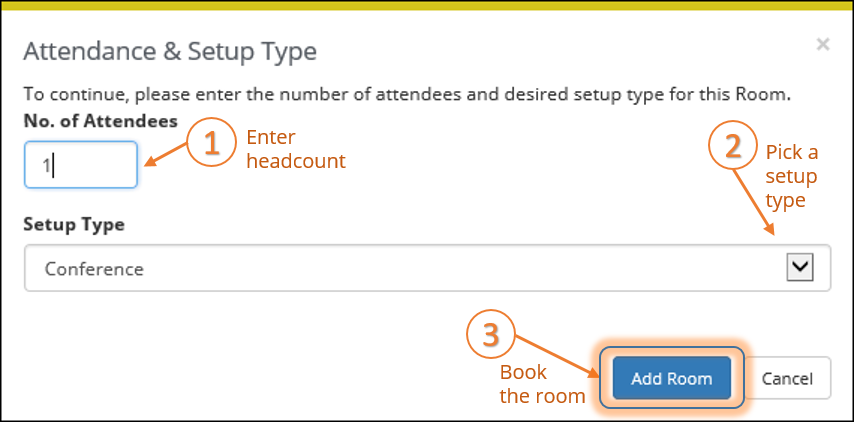 Attendance & Setup Type
×
To continue, please enter the number of attendees and desired setup type for this Room.
No. of Attendees
1
1
Enter
headcount
2
Pick a
setup
type
Setup Type
Conference
3
Book
the room
Add Room
Cancel